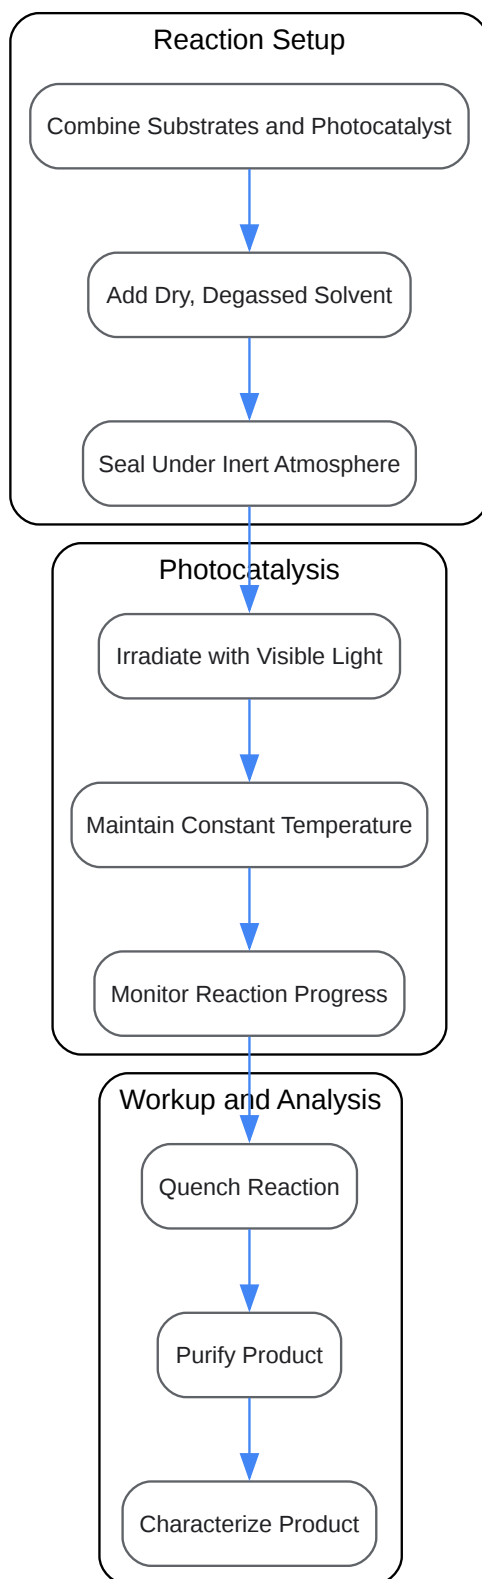 Reaction Setup
Combine Substrates and Photocatalyst
Add Dry, Degassed Solvent
Seal Under Inert Atmosphere
Photocatalysis
Irradiate with Visible Light
Maintain Constant Temperature
Monitor Reaction Progress
Workup and Analysis
Quench Reaction
Purify Product
Characterize Product